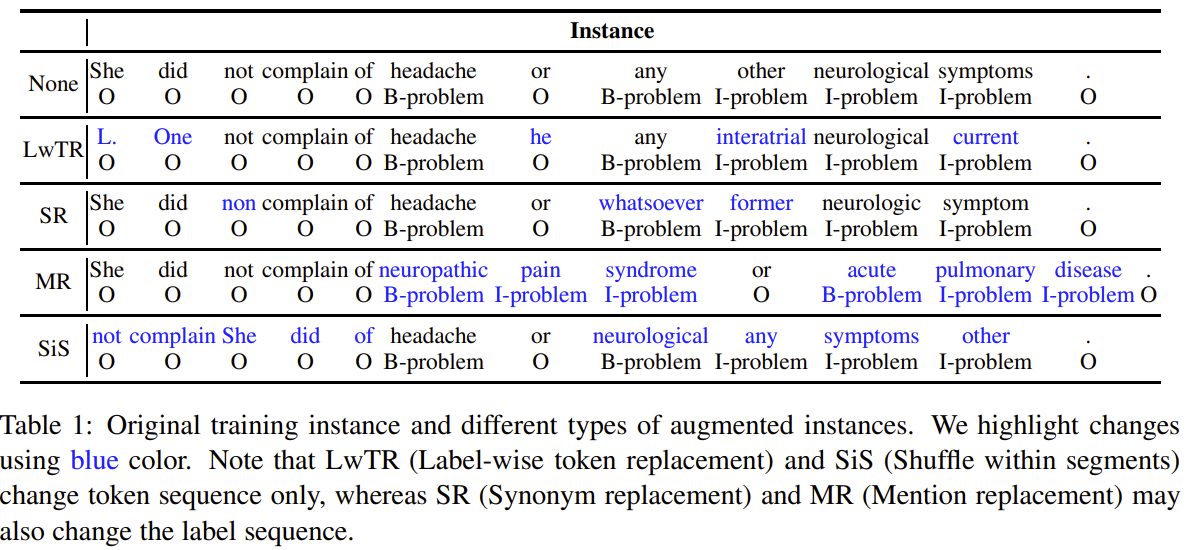 Instance
She did not complain of headache or any other neurological symptoms .
None
O O O O O B-problem O B-problem I-problem I-problem I-problem O
L. One not complain of headache he any interatrial neurological current .
LwTR
O O O O O B-problem O B-problem I-problem I-problem I-problem O
She did non complain of headache or whatsoever former neurologic symptom .
SR
O O O O O B-problem O B-problem I-problem I-problem I-problem O
She did not complain of neuropathic pain syndrome or acute pulmonary disease .
MR
O O O O O B-problem I-problem I-problem O B-problem I-problem I-problem O
not complain She did of headache or neurological any symptoms other .
SiS
O O O O O B-problem O B-problem I-problem I-problem I-problem O
Table 1: Original training instance and different types of augmented instances. We highlight changes
using blue color. Note that LwTR (Label-wise token replacement) and SiS (Shuffle within segments)
change token sequence only, whereas SR (Synonym replacement) and MR (Mention replacement) may
also change the label sequence.